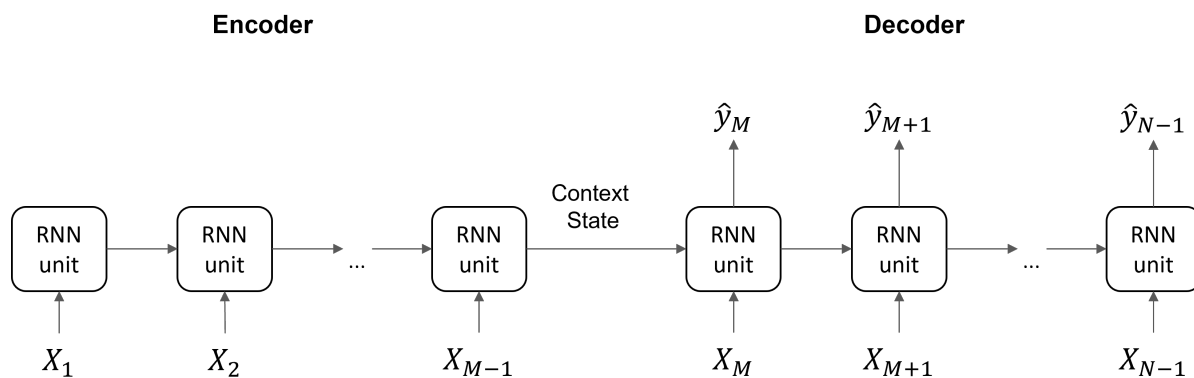 Encoder Decoder
ŷ_M ŷ_{M+1} ŷ_{N−1}
Context
State
RNN RNN RNN RNN RNN RNN
unit unit ... unit unit unit ... unit
X_1 X_2 X_{M−1} X_M X_{M+1} X_{N−1}